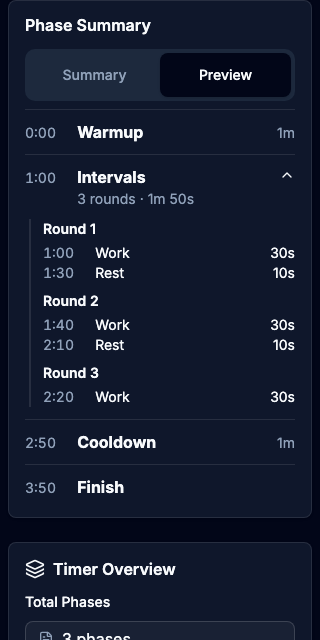 Phase Summary
Summary Preview
0:00 Warmup 1m
1:00 Intervals
3 rounds · 1m 50s
Round 1
1:00 Work 30s
1:30 Rest 10s
Round 2
1:40 Work 30s
2:10 Rest 10s
Round 3
2:20 Work 30s
2:50 Cooldown 1m
3:50 Finish
Timer Overview
Total Phases
3 phases